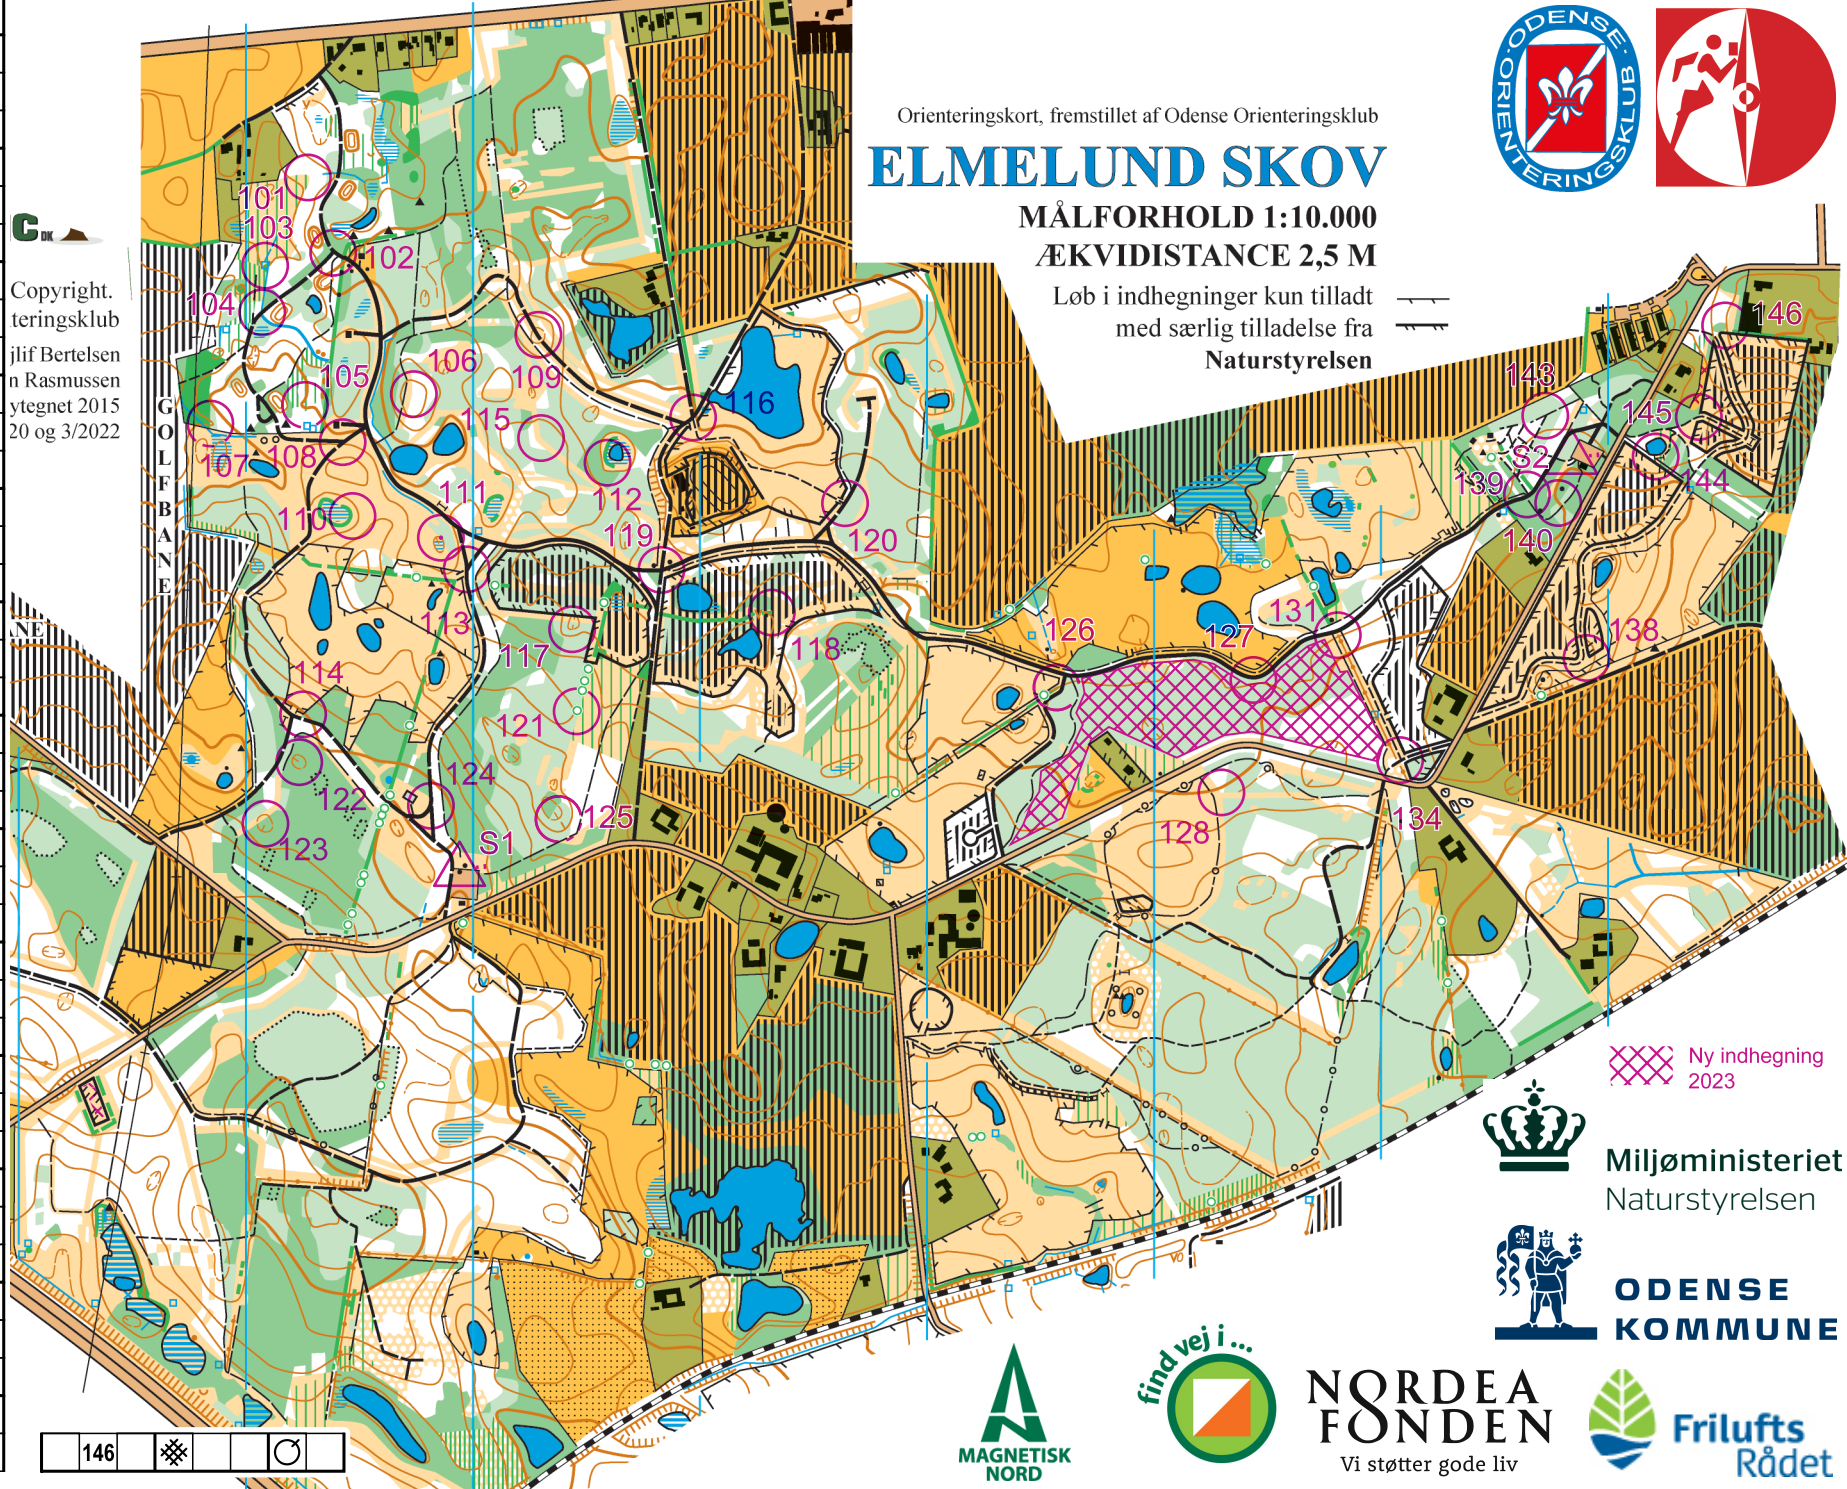 ODENSE · ORIENTERINGSKLUB
Orienteringskort, fremstillet af Odense Orienteringsklub
ELMELUND SKOV
MÅLFORHOLD 1:10.000
ÆKVIDISTANCE 2,5 M
Løb i indhegninger kun tilladt
med særlig tilladelse fra
Naturstyrelsen
C DK
Copyright.
teringsklub
jlif Bertelsen
n Rasmussen
ytegnet 2015
20 og 3/2022
GOLFBANE
ANE
101
103
102
104
105
106
109
115
116
107
108
110
111
112
119
120
113
117
118
114
121
122
123
124
125
S1
126
127
128
131
134
138
139
140
143
144
145
146
S2
Ny indhegning
2023
Miljøministeriet
Naturstyrelsen
ODENSE
KOMMUNE
146
MAGNETISK
NORD
find vej i ...
NORDEA
FONDEN
Vi støtter gode liv
Frilufts
Rådet